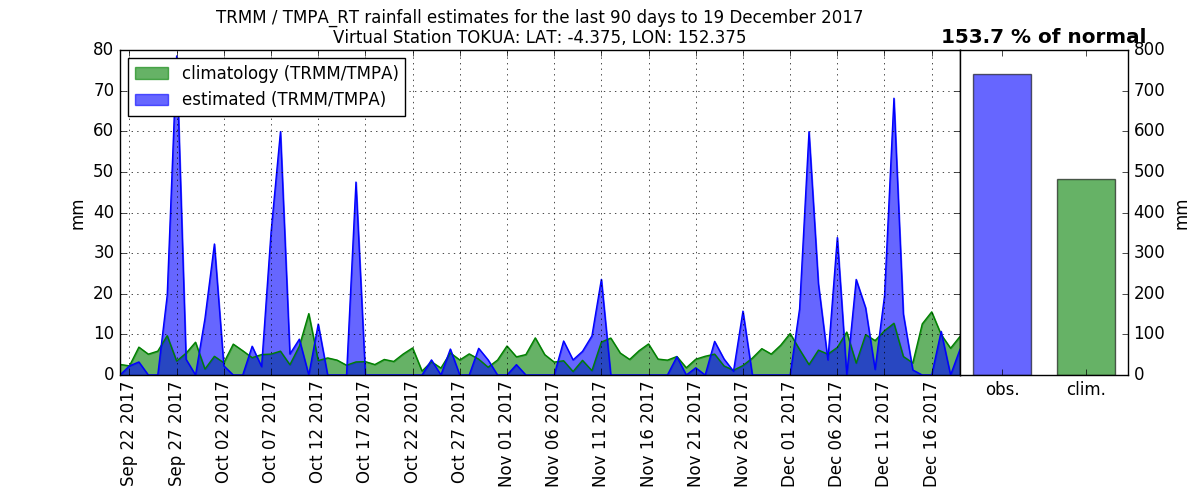 TRMM / TMPA_RT rainfall estimates for the last 90 days to 19 December 2017
Virtual Station TOKUA: LAT: -4.375, LON: 152.375
153.7 % of normal
climatology (TRMM/TMPA)
estimated (TRMM/TMPA)
mm
80
70
60
50
40
30
20
10
0
Sep 22 2017
Sep 27 2017
Oct 02 2017
Oct 07 2017
Oct 12 2017
Oct 17 2017
Oct 22 2017
Oct 27 2017
Nov 01 2017
Nov 06 2017
Nov 11 2017
Nov 16 2017
Nov 21 2017
Nov 26 2017
Dec 01 2017
Dec 06 2017
Dec 11 2017
Dec 16 2017
800
700
600
500
400
300
200
100
0
mm
obs.
clim.